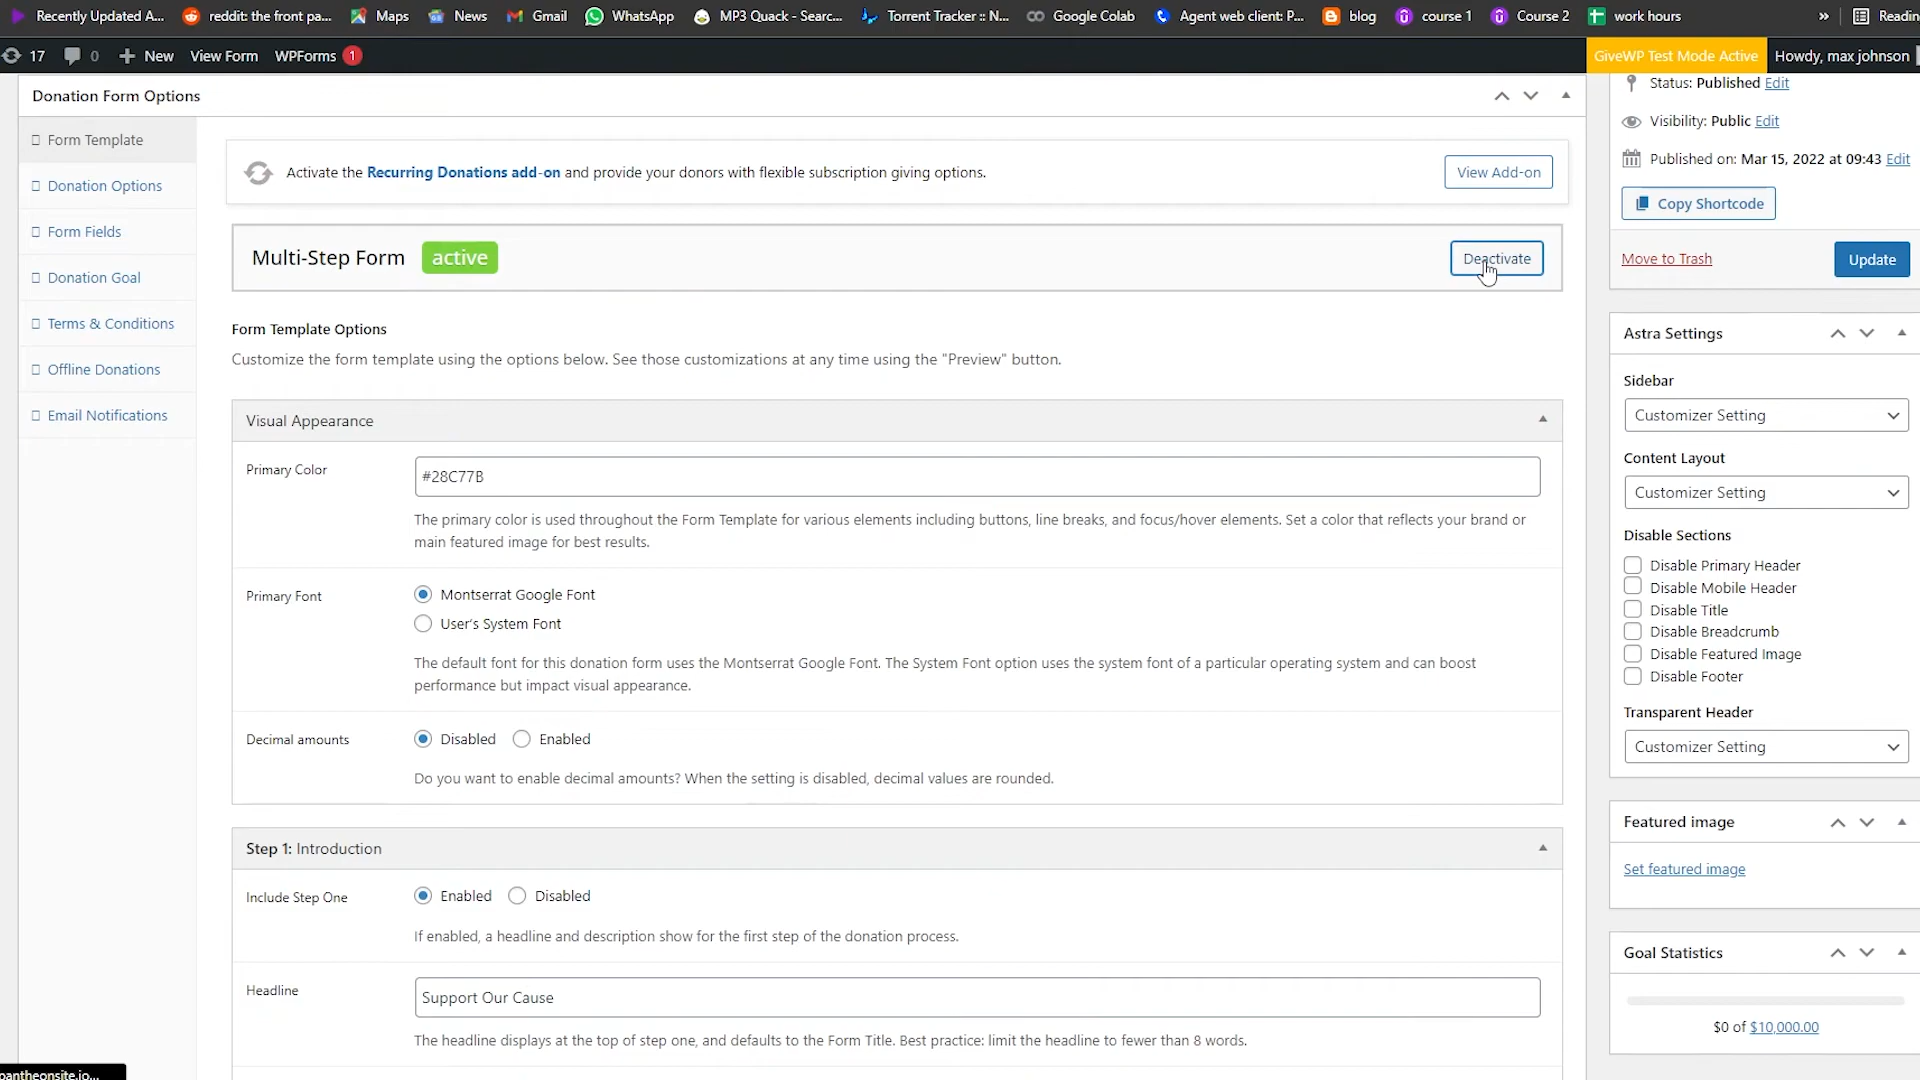 Recently Updated A...
reddit: the front pa...
Maps
News
Gmail
WhatsApp
MP3 Quack - Searc...
Torrent Tracker :: N...
Google Colab
Agent web client: P...
blog
course 1
Course 2
work hours
»
Readin
17
0
New
View Form
WPForms 1
GiveWP Test Mode Active
Howdy, max johnson
Donation Form Options
Form Template
Donation Options
Form Fields
Donation Goal
Terms & Conditions
Offline Donations
Email Notifications
Activate the Recurring Donations add-on and provide your donors with flexible subscription giving options.
View Add-on
Multi-Step Form active
Deactivate
Form Template Options
Customize the form template using the options below. See those customizations at any time using the "Preview" button.
Visual Appearance
Primary Color
#28C77B
The primary color is used throughout the Form Template for various elements including buttons, line breaks, and focus/hover elements. Set a color that reflects your brand or
main featured image for best results.
Primary Font
Montserrat Google Font
User's System Font
The default font for this donation form uses the Montserrat Google Font. The System Font option uses the system font of a particular operating system and can boost
performance but impact visual appearance.
Decimal amounts
Disabled Enabled
Do you want to enable decimal amounts? When the setting is disabled, decimal values are rounded.
Step 1: Introduction
Include Step One
Enabled Disabled
If enabled, a headline and description show for the first step of the donation process.
Headline
Support Our Cause
The headline displays at the top of step one, and defaults to the Form Title. Best practice: limit the headline to fewer than 8 words.
Status: Published Edit
Visibility: Public Edit
Published on: Mar 15, 2022 at 09:43 Edit
Copy Shortcode
Move to Trash
Update
Astra Settings
Sidebar
Customizer Setting
Content Layout
Customizer Setting
Disable Sections
Disable Primary Header
Disable Mobile Header
Disable Title
Disable Breadcrumb
Disable Featured Image
Disable Footer
Transparent Header
Customizer Setting
Featured image
Set featured image
Goal Statistics
$0 of $10,000.00
pantheonsite.io...